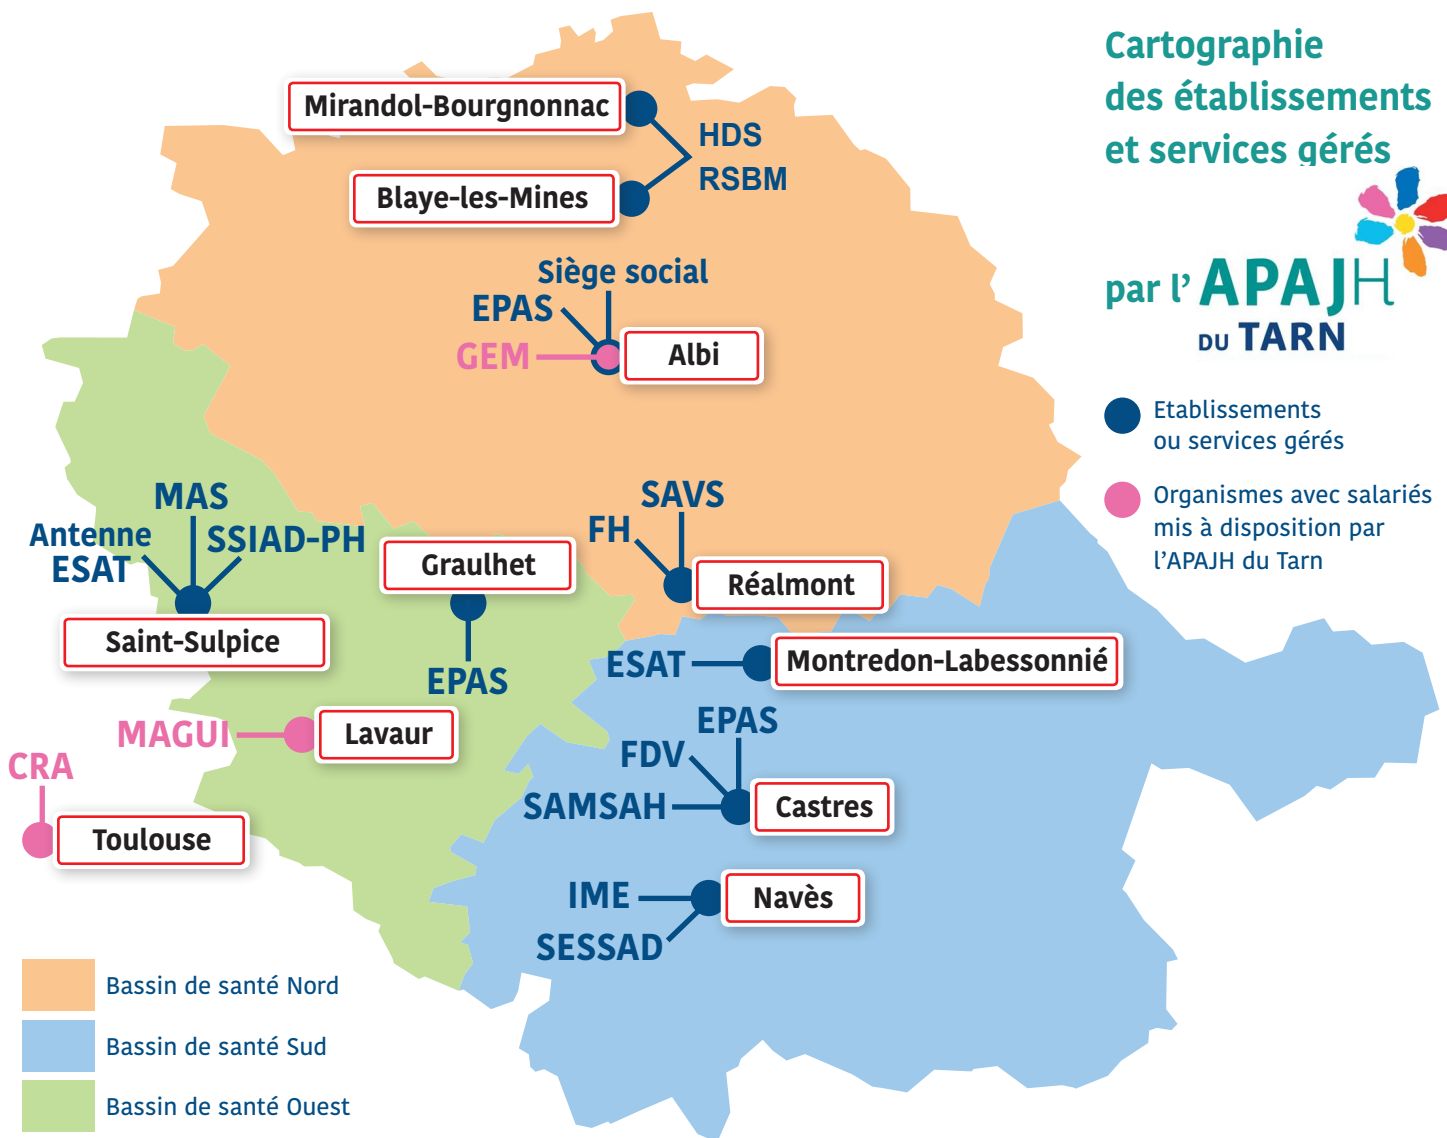 Cartographie
des établissements
et services gérés
par l' APAJH
DU TARN
Etablissements
ou services gérés
Organismes avec salariés
mis à disposition par
l'APAJH du Tarn
Mirandol-Bourgnonnac
HDS
RSBM
Blaye-les-Mines
Siège social
EPAS
GEM
Albi
MAS
Antenne
ESAT
SSIAD-PH
Saint-Sulpice
Graulhet
EPAS
SAVS
FH
Réalmont
ESAT
Montredon-Labessonnié
MAGUI
Lavaur
CRA
Toulouse
EPAS
FDV
SAMSAH
Castres
IME
Navès
SESSAD
Bassin de santé Nord
Bassin de santé Sud
Bassin de santé Ouest